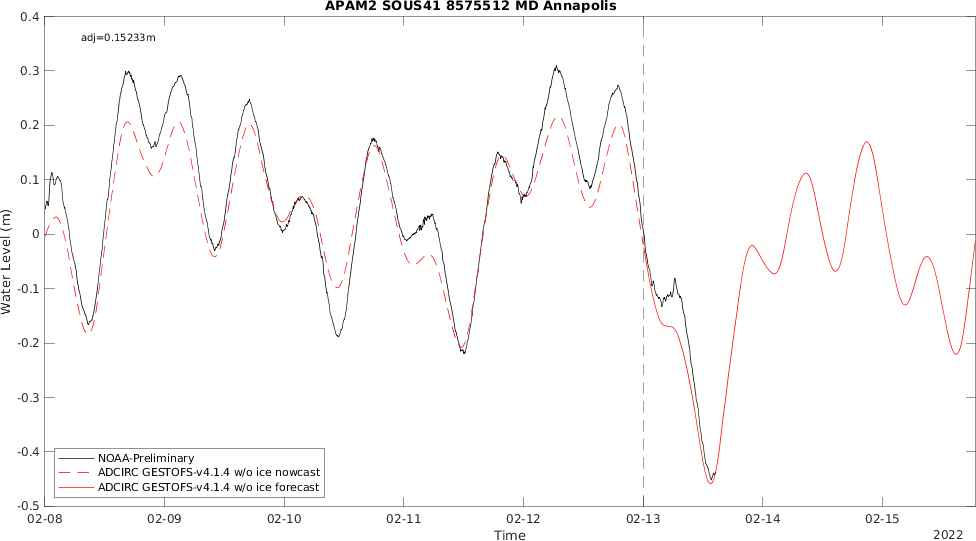 APAM2 SOUS41 8575512 MD Annapolis
adj=0.15233m
0.4
0.3
0.2
0.1
0
-0.1
-0.2
-0.3
-0.4
-0.5
Water Level (m)
NOAA-Preliminary
ADCIRC GESTOFS-v4.1.4 w/o ice nowcast
ADCIRC GESTOFS-v4.1.4 w/o ice forecast
02-08 02-09 02-10 02-11 02-12 02-13 02-14 02-15
Time
2022